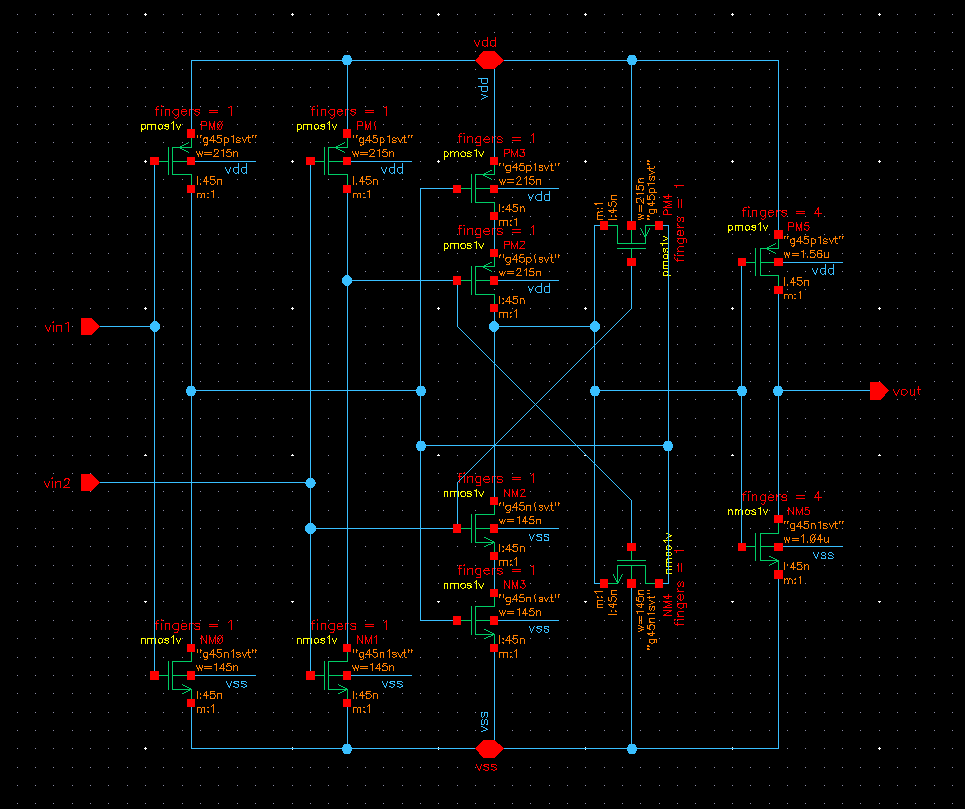 vdd
vdd
fingers = 1
pmos1v
PM0
"g45p1svt"
w=215n
vdd
l:45n
m:1
fingers = 1
pmos1v
PM1
"g45p1svt"
w=215n
vdd
l:45n
m:1
fingers = 1
pmos1v
PM3
"g45p1svt"
w=215n
vdd
l:45n
m:1
fingers = 1
pmos1v
PM2
"g45p1svt"
w=215n
vdd
l:45n
m:1
m:1
l:45n
w=215n
"g45p1svt"
pmos1v
PM4
fingers = 1
fingers = 4
pmos1v
PM5
"g45p1svt"
w=1.56u
vdd
l:45n
m:1
vin1
vout
vin2
fingers = 1
nmos1v
NM2
"g45n1svt"
w=145n
vss
l:45n
m:1
fingers = 1
nmos1v
NM3
"g45n1svt"
w=145n
vss
l:45n
m:1
m:1
l:45n
w=145n
"g45n1svt"
nmos1v
NM4
fingers = 1
fingers = 4
nmos1v
NM5
"g45n1svt"
w=1.04u
vss
l:45n
m:1
fingers = 1
nmos1v
NM0
"g45n1svt"
w=145n
vss
l:45n
m:1
fingers = 1
nmos1v
NM1
"g45n1svt"
w=145n
vss
l:45n
m:1
vss
vss